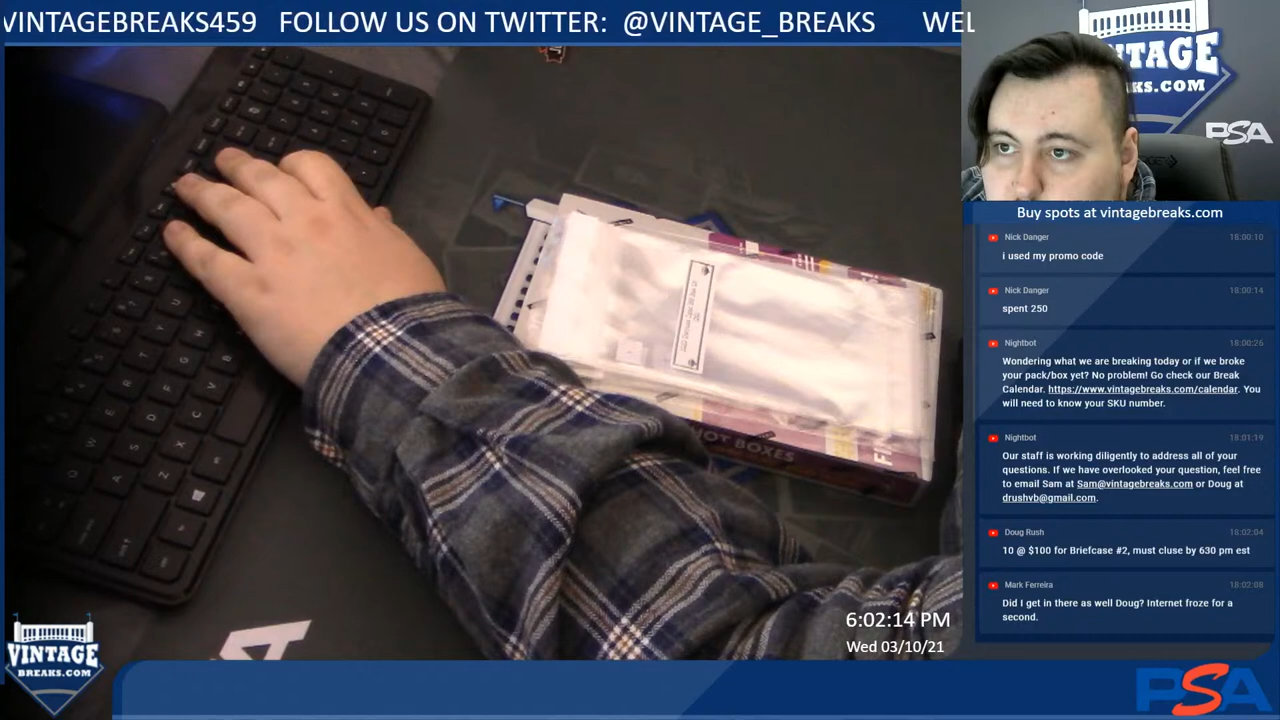 VINTAGEBREAKS459 FOLLOW US ON TWITTER: @VINTAGE_BREAKS WEL
NTAGE
KS.COM
PSA
Buy spots at vintagebreaks.com
Nick Danger 18:00:10
i used my promo code
Nick Danger 18:00:14
spent 250
Nightbot 18:00:26
Wondering what we are breaking today or if we broke
your pack/box yet? No problem! Go check our Break
Calendar. https://www.vintagebreaks.com/calendar. You
will need to know your SKU number.
Nightbot 18:01:19
Our staff is working diligently to address all of your
questions. If we have overlooked your question, feel free
to email Sam at Sam@vintagebreaks.com or Doug at
drushvb@gmail.com.
Doug Rush 18:02:04
10 @ $100 for Briefcase #2, must cluse by 630 pm est
Mark Ferreira 18:02:08
Did I get in there as well Doug? Internet froze for a
second.
HOT BOXES
6:02:14 PM
Wed 03/10/21
VINTAGE
BREAKS.COM
PSA